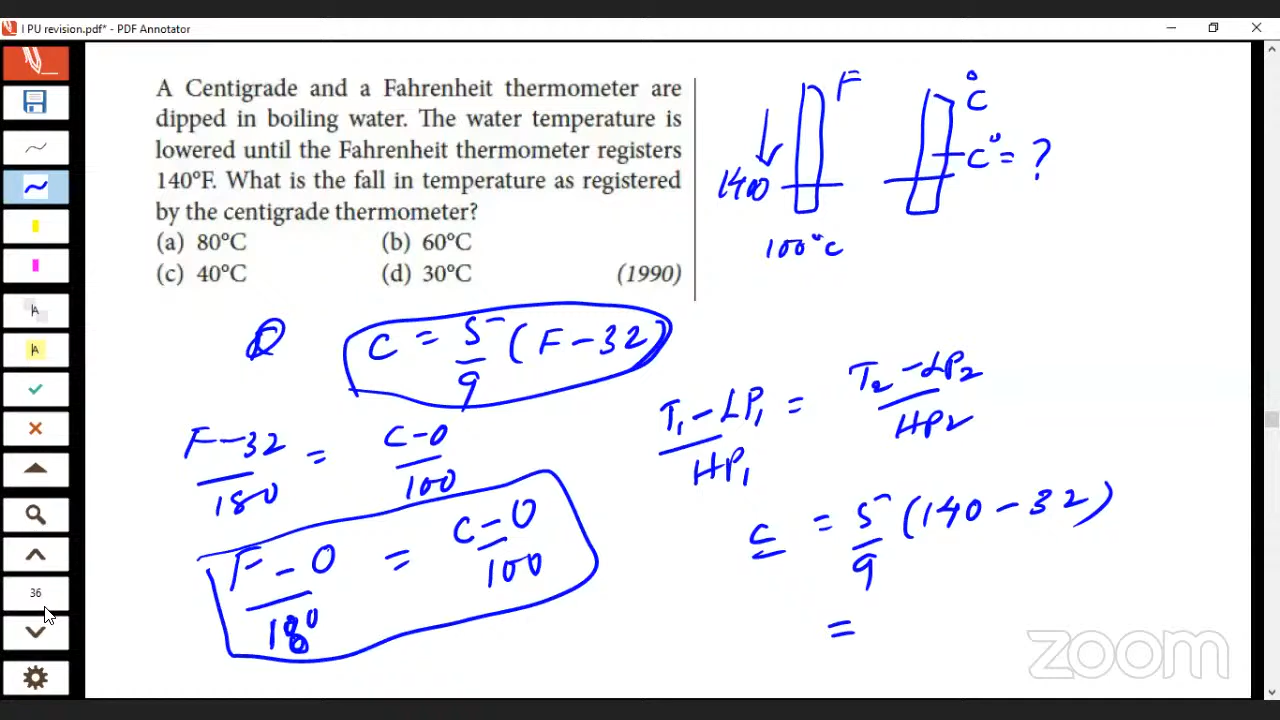 I PU revision.pdf* - PDF Annotator
A Centigrade and a Fahrenheit thermometer are
dipped in boiling water. The water temperature is
lowered until the Fahrenheit thermometer registers
140°F. What is the fall in temperature as registered
by the centigrade thermometer?
(a) 80°C (b) 60°C
(c) 40°C (d) 30°C (1990)
F
°C
C° = ?
140
100°C
C = 5/9 (F - 32)
F - 32/180 = C - 0/100
F - 0/180 = C - 0/100
T₁ - LP₁/HP₁ = T₂ - LP₂/HP₂
C = 5/9 (140 - 32)
=
36
zoom